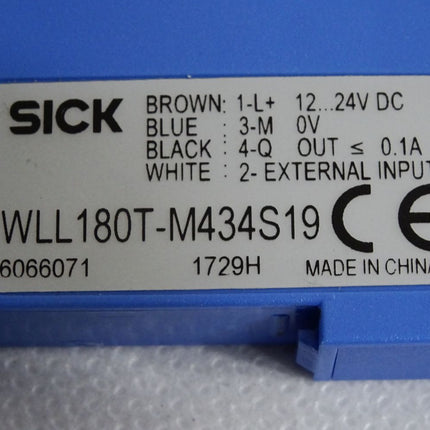 SICK
BROWN: 1-L+ 12...24V DC
BLUE : 3-M 0V
BLACK : 4-Q OUT ≤ 0.1A
WHITE : 2- EXTERNAL INPUT
WLL180T-M434S19 CE
6066071 1729H MADE IN CHINA